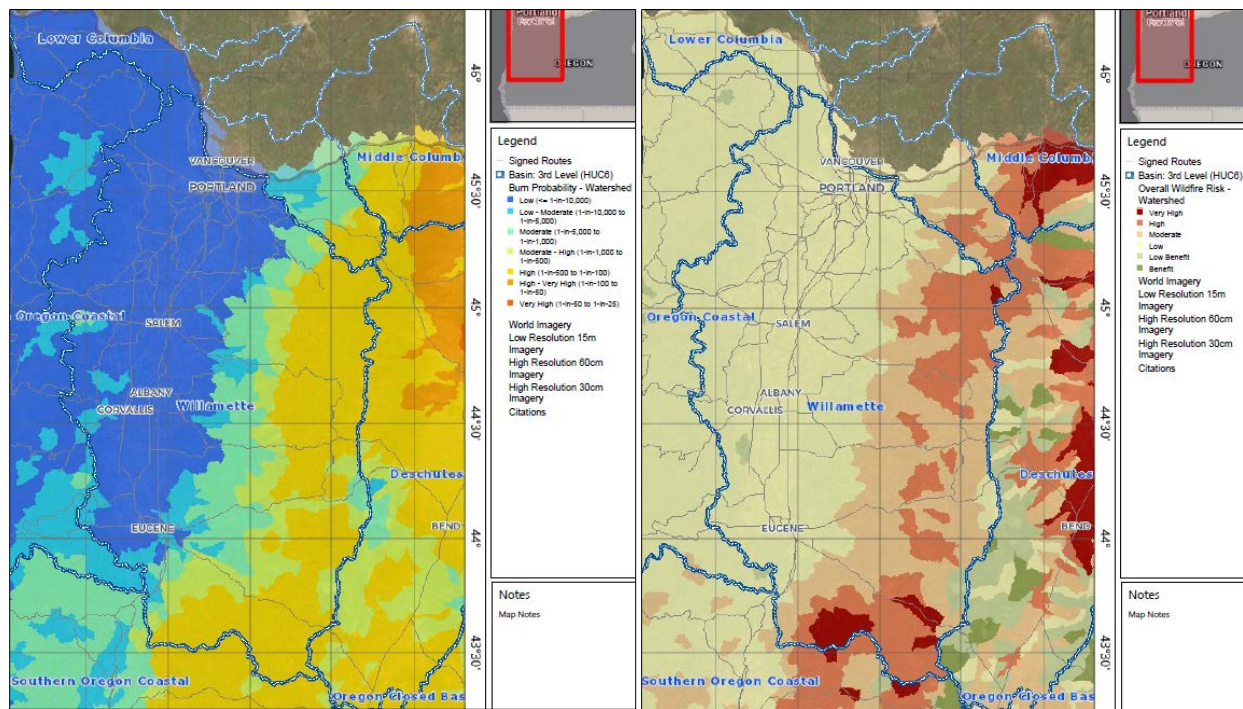 Lower Columbia
Middle Columb
VANCOUVER
PORTLAND
Oregon Coastal
SALEM
ALBANY
CORVALLIS
Willamette
Deschutes
EUGENE
BEND
Southern Oregon Coastal
Oregon Closed Bas
46°
45°30'
45°
44°30'
44°
43°30'
Portland
OREGON
Legend
Signed Routes
Basin: 3rd Level (HUC6)
Burn Probability - Watershed
Low (<= 1-in-10,000)
Low - Moderate (1-in-10,000 to
1-in-5,000)
Moderate (1-in-5,000 to
1-in-1,000)
Moderate - High (1-in-1,000 to
1-in-500)
High (1-in-500 to 1-in-100)
High - Very High (1-in-100 to
1-in-50)
Very High (1-in-50 to 1-in-25)
World Imagery
Low Resolution 15m
Imagery
High Resolution 60cm
Imagery
High Resolution 30cm
Imagery
Citations
Notes
Map Notes
Lower Columbia
Middle Columb
VANCOUVER
PORTLAND
Oregon Coastal
SALEM
ALBANY
CORVALLIS
Willamette
Deschutes
EUGENE
BEND
Southern Oregon Coastal
Oregon Closed Bas
46°
45°30'
45°
44°30'
44°
43°30'
Portland
OREGON
Legend
Signed Routes
Basin: 3rd Level (HUC6)
Overall Wildfire Risk -
Watershed
Very High
High
Moderate
Low
Low Benefit
Benefit
World Imagery
Low Resolution 15m
Imagery
High Resolution 60cm
Imagery
High Resolution 30cm
Imagery
Citations
Notes
Map Notes